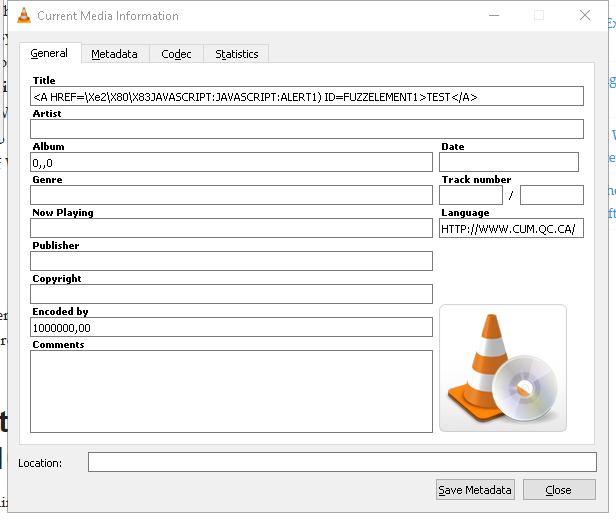 Current Media Information
General Metadata Codec Statistics
Title
<A HREF=\Xe2\X80\X83JAVASCRIPT:JAVASCRIPT:ALERT1) ID=FUZZELEMENT1>TEST</A>
Artist
Album Date
0,,0
Genre Track number
/
Now Playing Language
HTTP://WWW.CUM.QC.CA/
Publisher
Copyright
Encoded by
1000000,00
Comments
Location:
Save Metadata Close